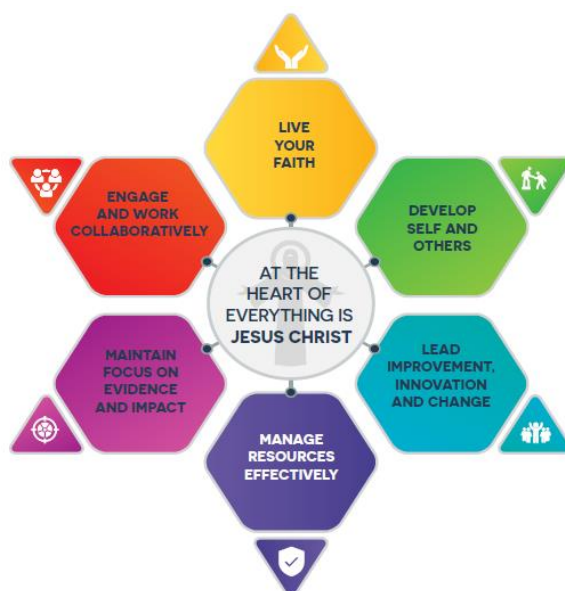 LIVE
YOUR
FAITH
ENGAGE
AND WORK
COLLABORATIVELY
DEVELOP
SELF AND
OTHERS
AT THE
HEART OF
EVERYTHING IS
JESUS CHRIST
MAINTAIN
FOCUS ON
EVIDENCE
AND IMPACT
LEAD
IMPROVEMENT,
INNOVATION
AND CHANGE
MANAGE
RESOURCES
EFFECTIVELY